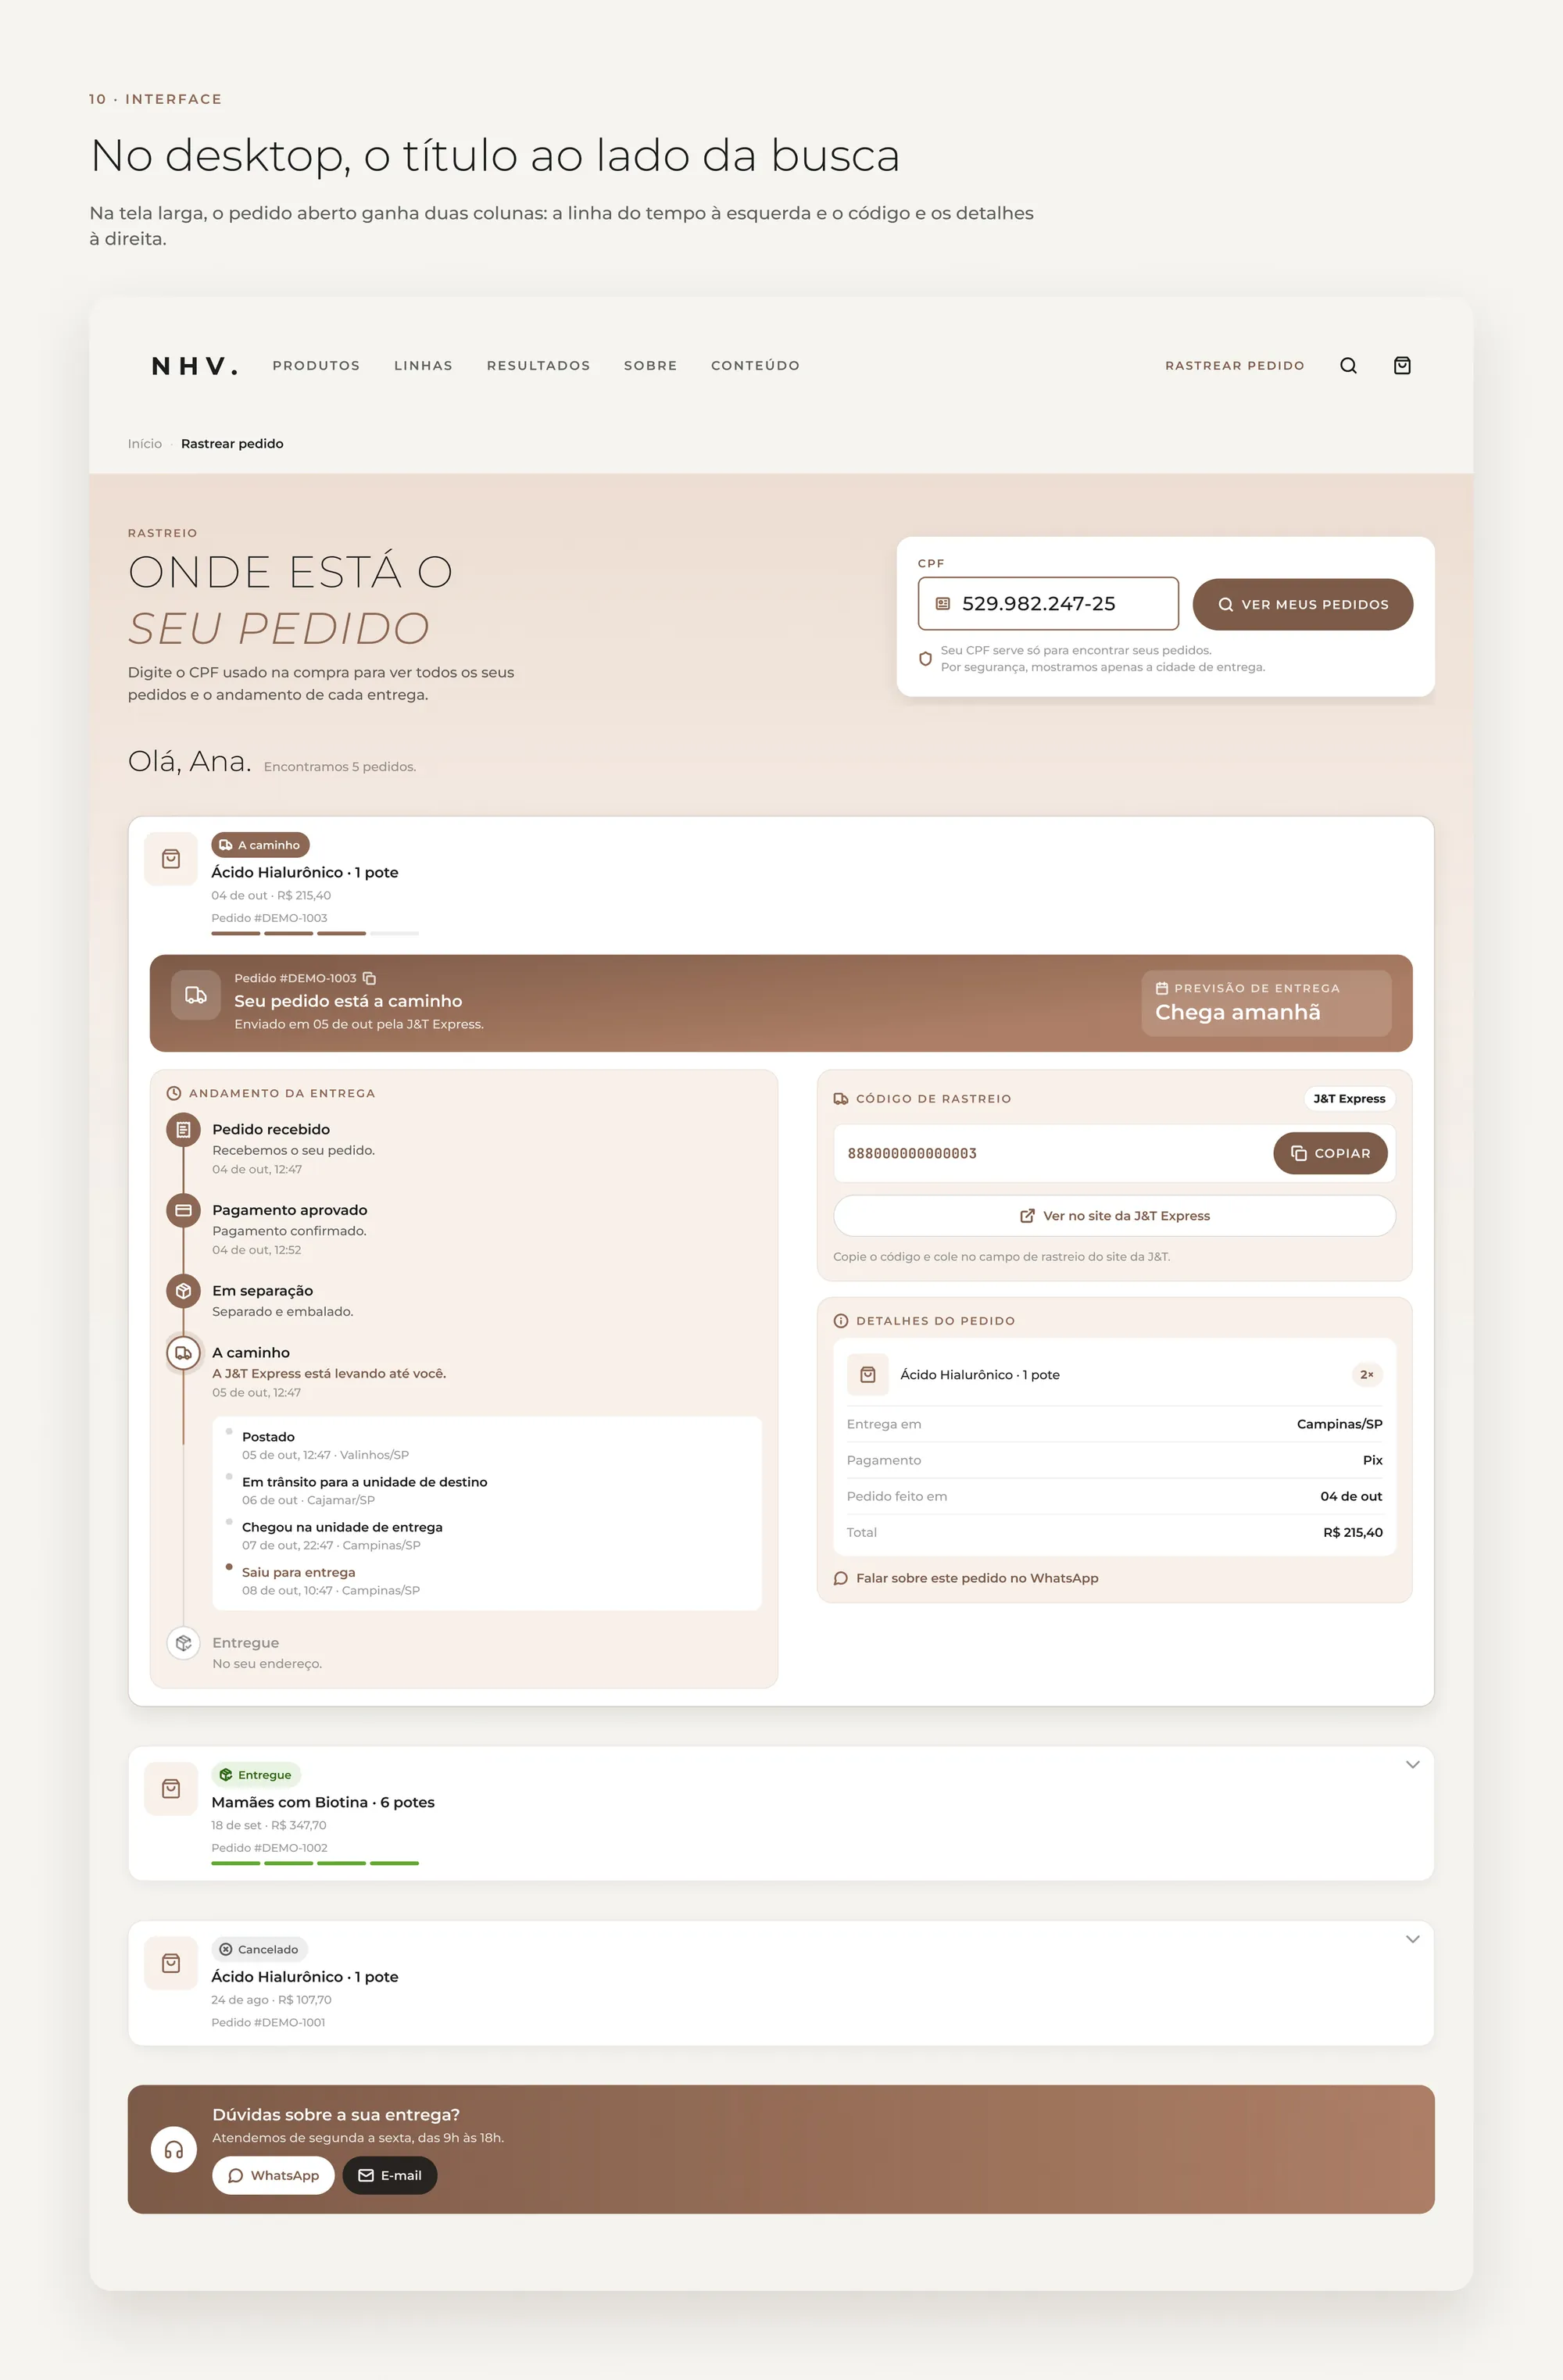 10 · INTERFACE
No desktop, o título ao lado da busca
Na tela larga, o pedido aberto ganha duas colunas: a linha do tempo à esquerda e o código e os detalhes
à direita.
NHV. PRODUTOS LINHAS RESULTADOS SOBRE CONTEÚDO RASTREAR PEDIDO
Início · Rastrear pedido
RASTREIO
ONDE ESTÁ O
SEU PEDIDO
Digite o CPF usado na compra para ver todos os seus
pedidos e o andamento de cada entrega.
CPF
529.982.247-25
VER MEUS PEDIDOS
Seu CPF serve só para encontrar seus pedidos.
Por segurança, mostramos apenas a cidade de entrega.
Olá, Ana. Encontramos 5 pedidos.
A caminho
Ácido Hialurônico · 1 pote
04 de out · R$ 215,40
Pedido #DEMO-1003
Pedido #DEMO-1003
Seu pedido está a caminho
Enviado em 05 de out pela J&T Express.
PREVISÃO DE ENTREGA
Chega amanhã
ANDAMENTO DA ENTREGA
Pedido recebido
Recebemos o seu pedido.
04 de out, 12:47
Pagamento aprovado
Pagamento confirmado.
04 de out, 12:52
Em separação
Separado e embalado.
A caminho
A J&T Express está levando até você.
05 de out, 12:47
Postado
05 de out, 12:47 · Valinhos/SP
Em trânsito para a unidade de destino
06 de out · Cajamar/SP
Chegou na unidade de entrega
07 de out, 22:47 · Campinas/SP
Saiu para entrega
08 de out, 10:47 · Campinas/SP
Entregue
No seu endereço.
CÓDIGO DE RASTREIO
J&T Express
888000000000003
COPIAR
Ver no site da J&T Express
Copie o código e cole no campo de rastreio do site da J&T.
DETALHES DO PEDIDO
Ácido Hialurônico · 1 pote 2×
Entrega em Campinas/SP
Pagamento Pix
Pedido feito em 04 de out
Total R$ 215,40
Falar sobre este pedido no WhatsApp
Entregue
Mamães com Biotina · 6 potes
18 de set · R$ 347,70
Pedido #DEMO-1002
Cancelado
Ácido Hialurônico · 1 pote
24 de ago · R$ 107,70
Pedido #DEMO-1001
Dúvidas sobre a sua entrega?
Atendemos de segunda a sexta, das 9h às 18h.
WhatsApp E-mail